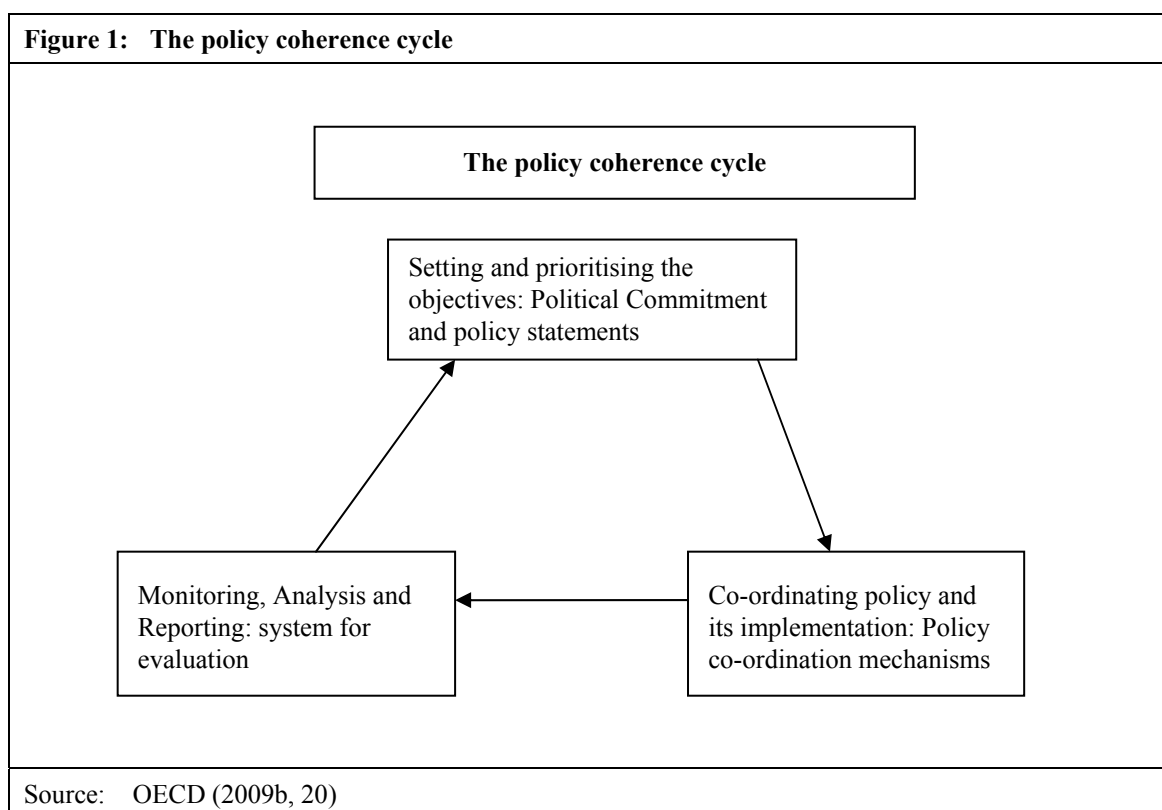 Figure 1: The policy coherence cycle
The policy coherence cycle
Setting and prioritising the
objectives: Political Commitment
and policy statements
Monitoring, Analysis and
Reporting: system for
evaluation
Co-ordinating policy and
its implementation: Policy
co-ordination mechanisms
Source: OECD (2009b, 20)